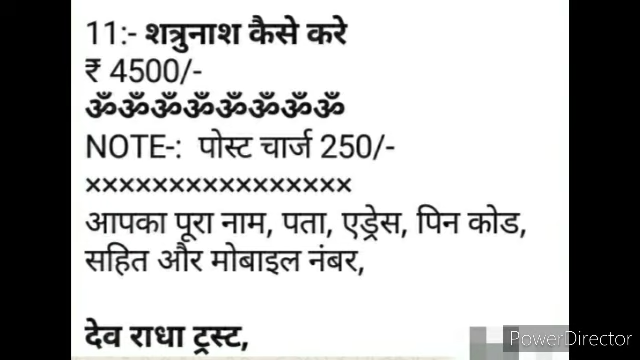 11:- शत्रुनाश कैसे करे
₹ 4500/-
ॐॐॐॐॐॐॐॐ
NOTE-: पोस्ट चार्ज 250/-
××××××××××××××××
आपका पूरा नाम, पता, एड्रेस, पिन कोड,
सहित और मोबाइल नंबर,
देव राधा ट्रस्ट,
PowerDirector